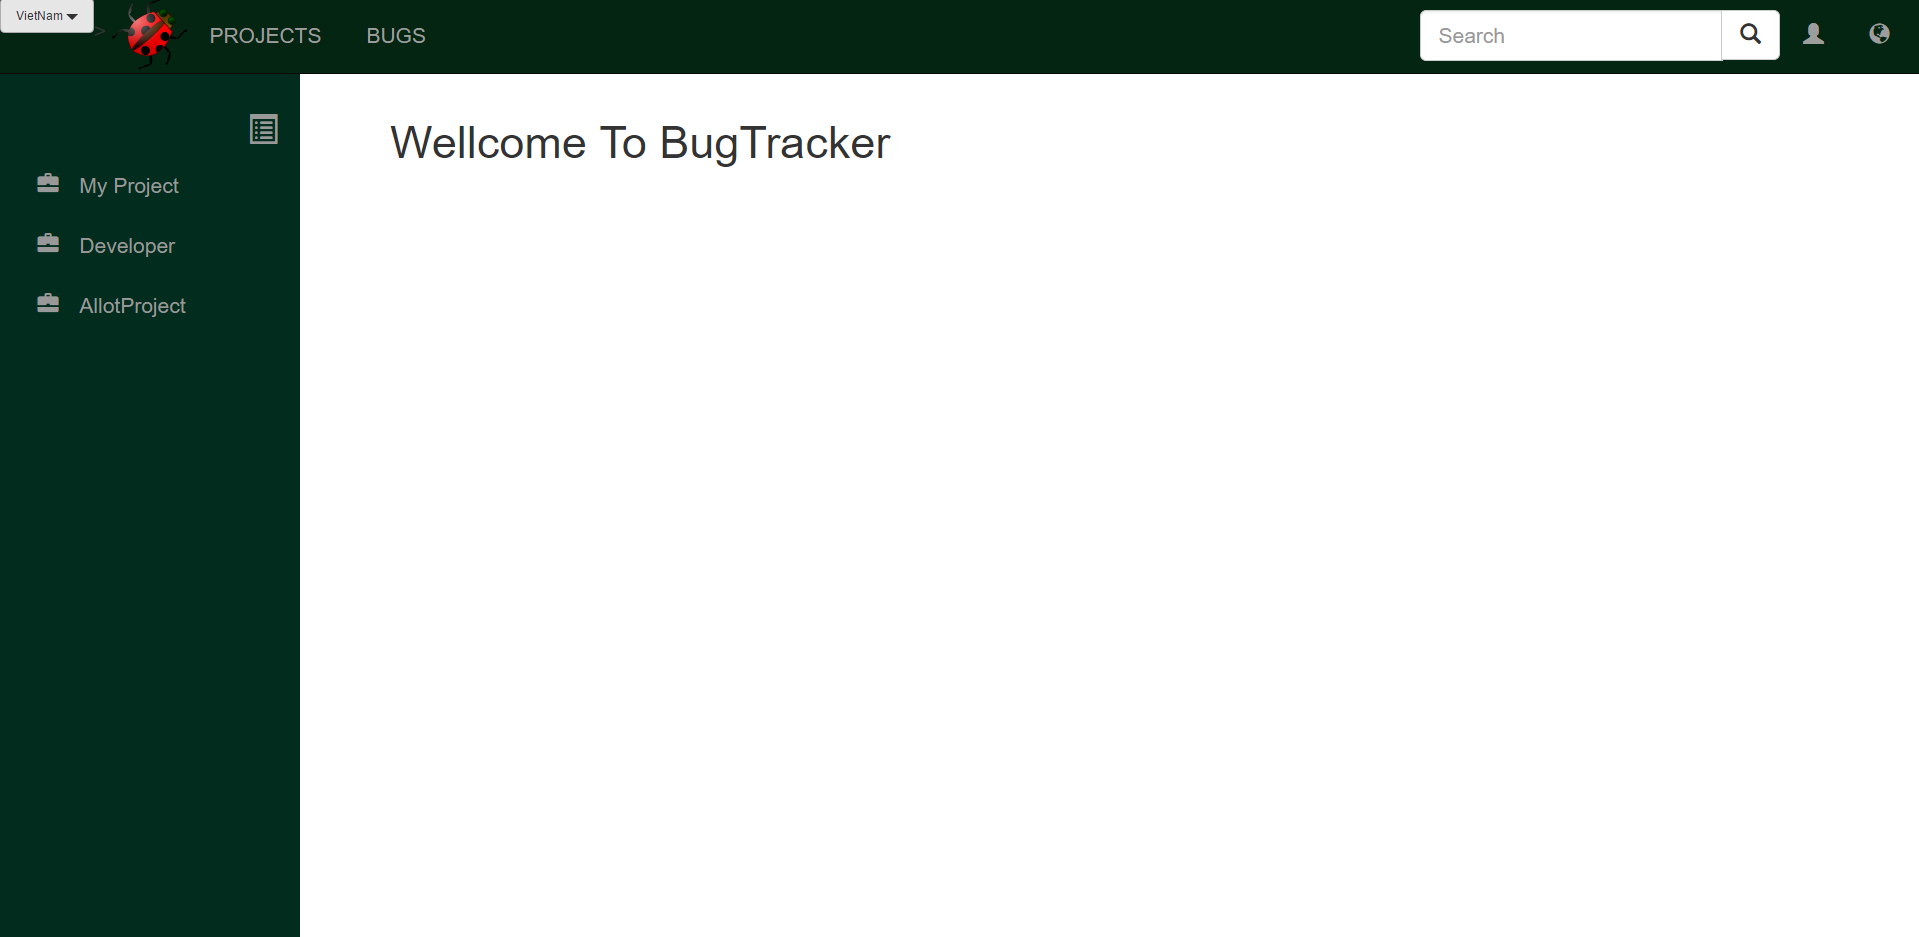 VietNam
>
PROJECTS BUGS
Search
Wellcome To BugTracker
My Project
Developer
AllotProject